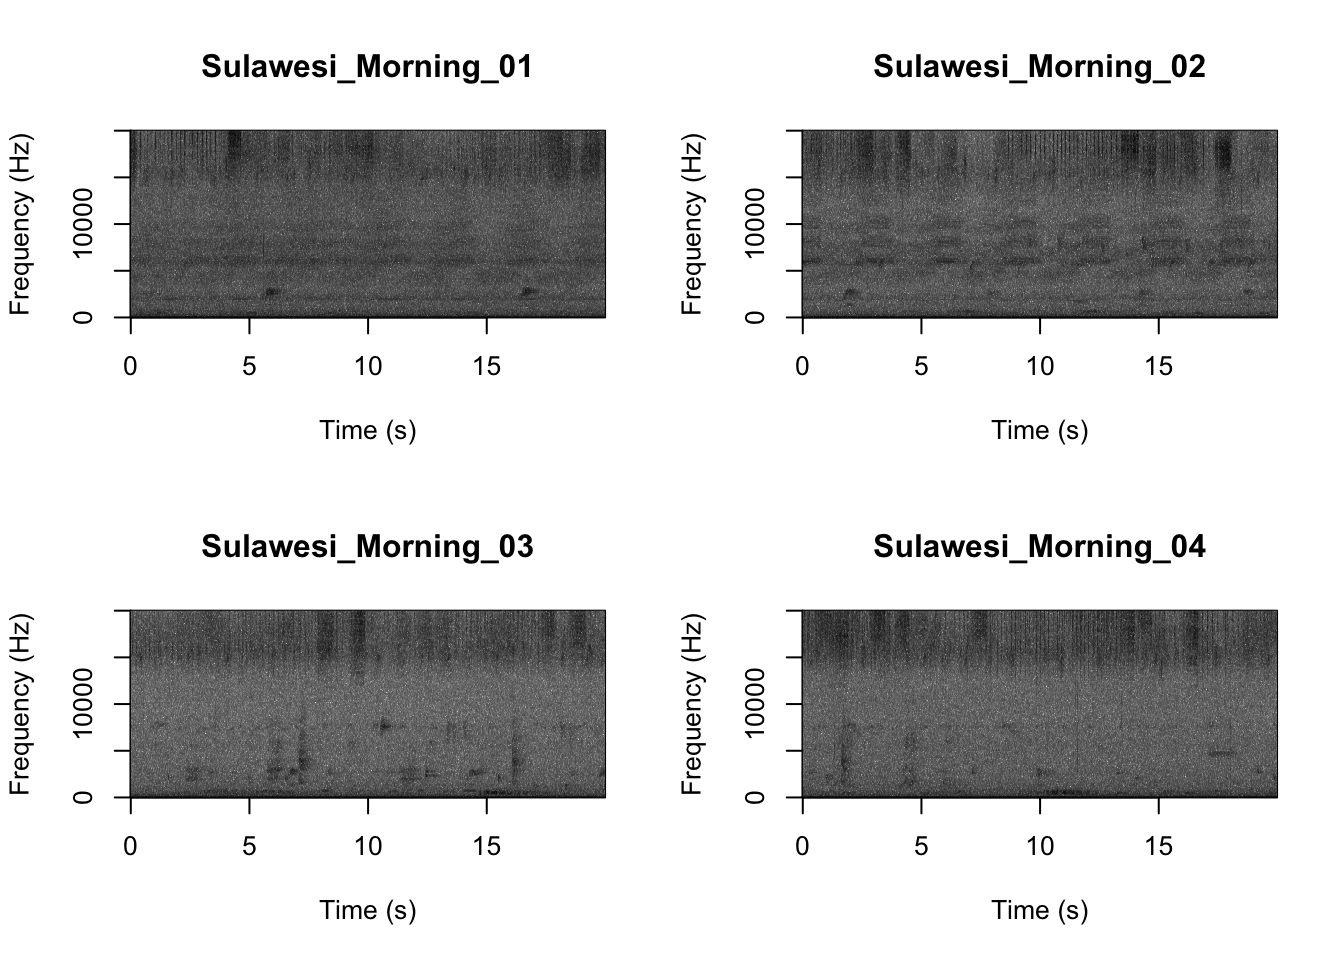 Sulawesi_Morning_01
Frequency (Hz)
10000
0
0 5 10 15
Time (s)
Sulawesi_Morning_02
Frequency (Hz)
10000
0
0 5 10 15
Time (s)
Sulawesi_Morning_03
Frequency (Hz)
10000
0
0 5 10 15
Time (s)
Sulawesi_Morning_04
Frequency (Hz)
10000
0
0 5 10 15
Time (s)